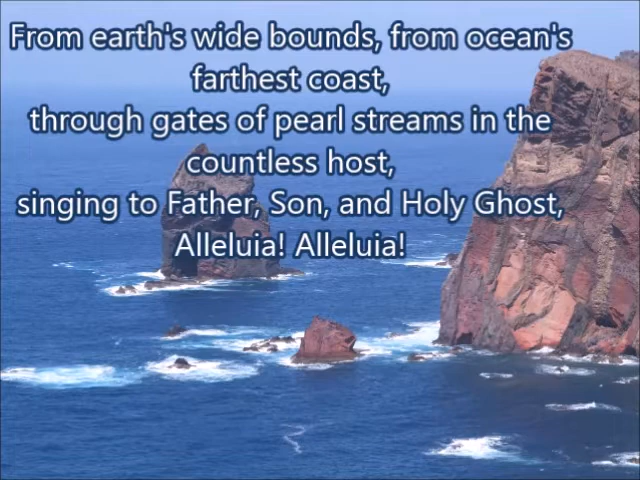 From earth's wide bounds, from ocean's
farthest coast,
through gates of pearl streams in the
countless host,
singing to Father, Son, and Holy Ghost,
Alleluia! Alleluia!